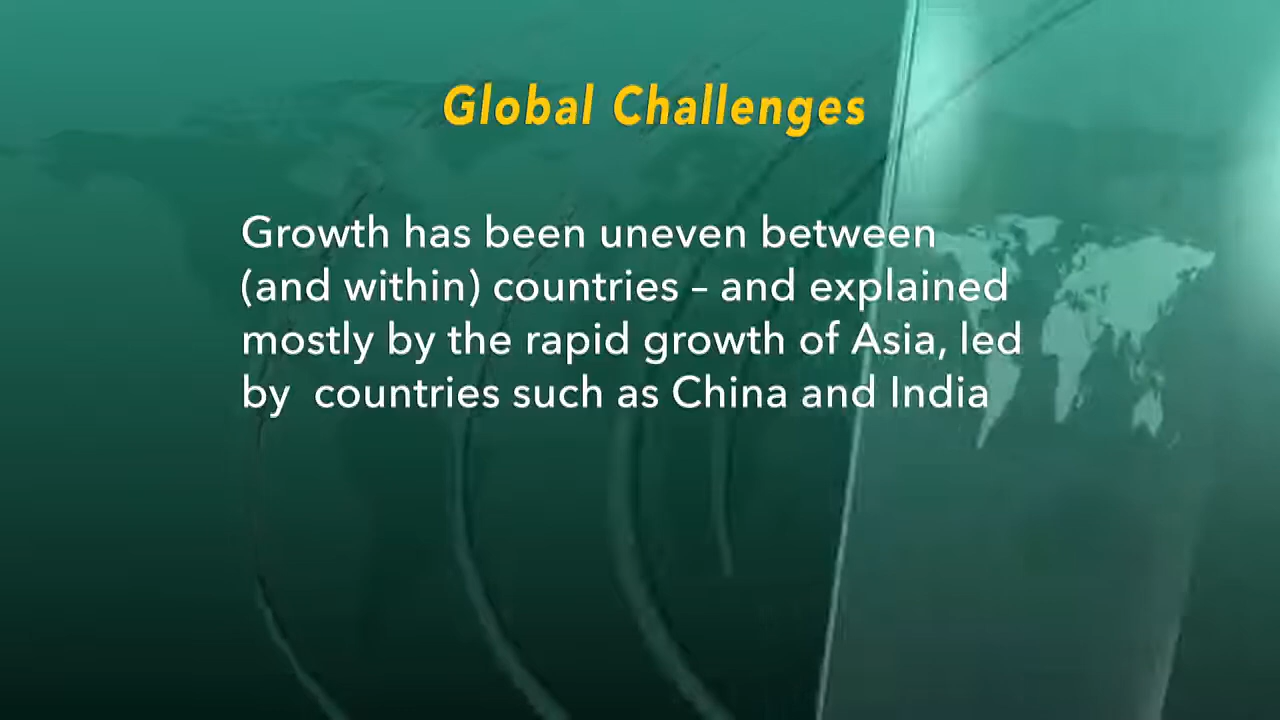 Global Challenges
Growth has been uneven between
(and within) countries – and explained
mostly by the rapid growth of Asia, led
by  countries such as China and India